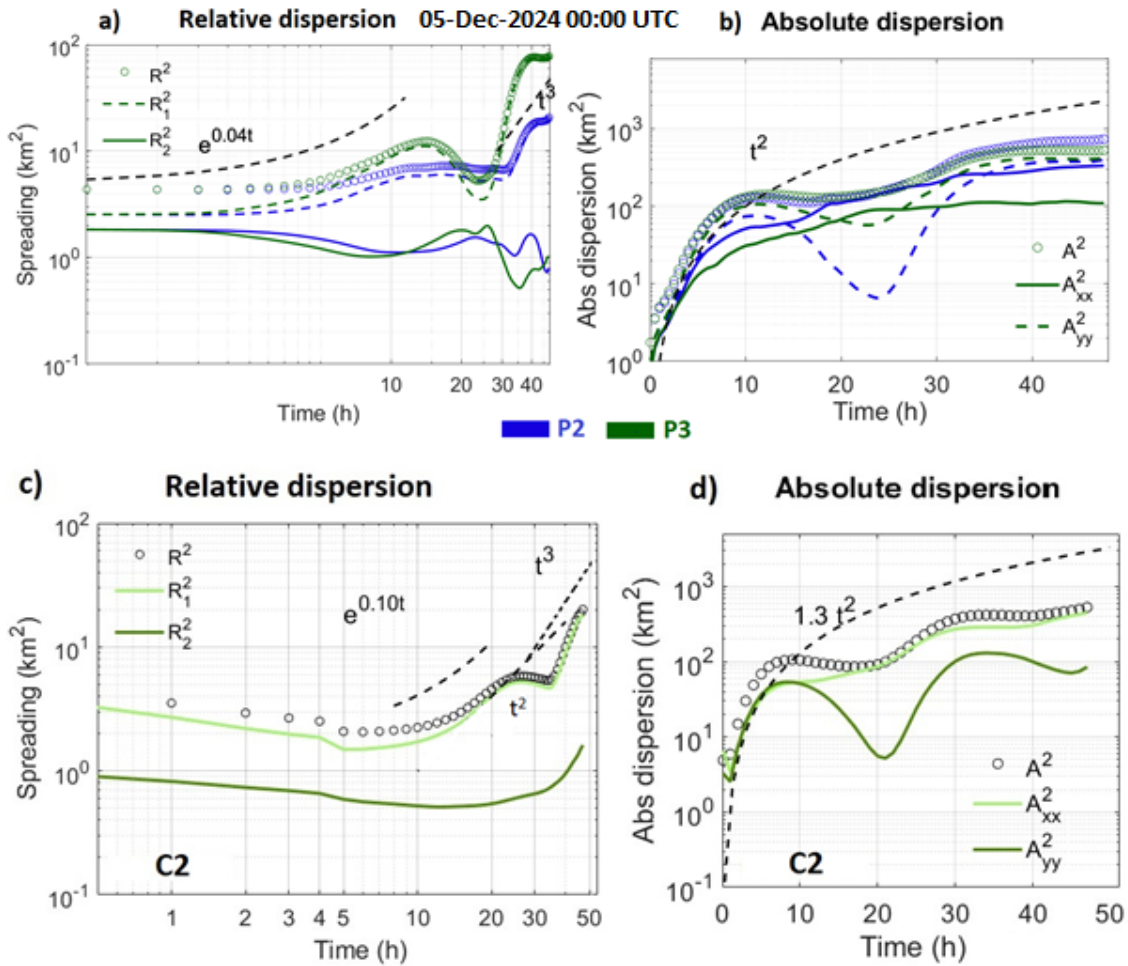 a) Relative dispersion 05-Dec-2024 00:00 UTC b) Absolute dispersion
Spreading (km²)
10²
10¹
10⁰
10⁻¹
R²
R₁²
R₂²
e^0.04t
t³
10 20 30 40
Time (h)
Abs dispersion (km²)
10³
10²
10¹
10⁰
t²
A²
A²xx
A²yy
0 10 20 30 40
Time (h)
P2 P3
c) Relative dispersion
Spreading (km²)
10²
10¹
10⁰
10⁻¹
R²
R₁²
R₂²
e^0.10t
t³
t²
C2
1 2 3 4 5 10 20 30 50
Time (h)
d) Absolute dispersion
Abs dispersion (km²)
10³
10²
10¹
10⁰
10⁻¹
1.3 t²
A²
A²xx
A²yy
C2
0 10 20 30 40 50
Time (h)